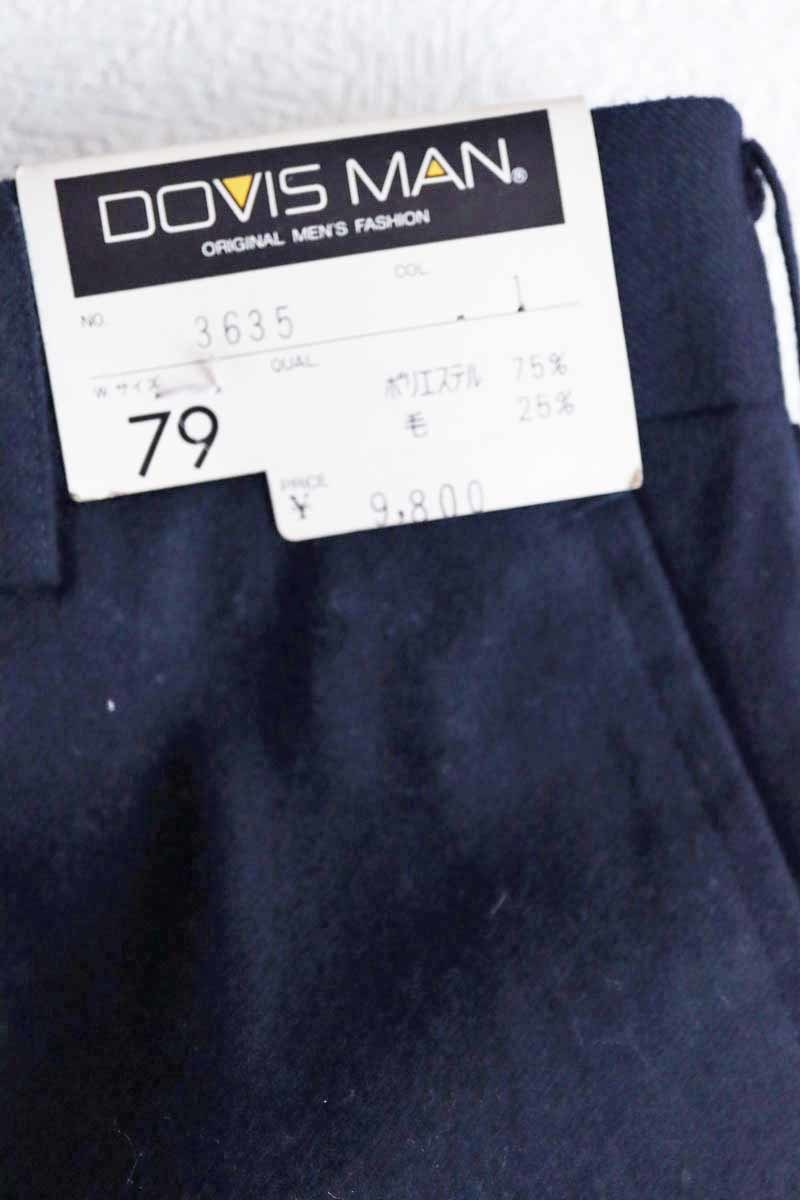 DOVIS MAN®
ORIGINAL MEN'S FASHION
NO. 3635 COL. 1
W サイズ 79
QUAL. ポリエステル 75%
毛 25%
PRICE
¥ 9,800